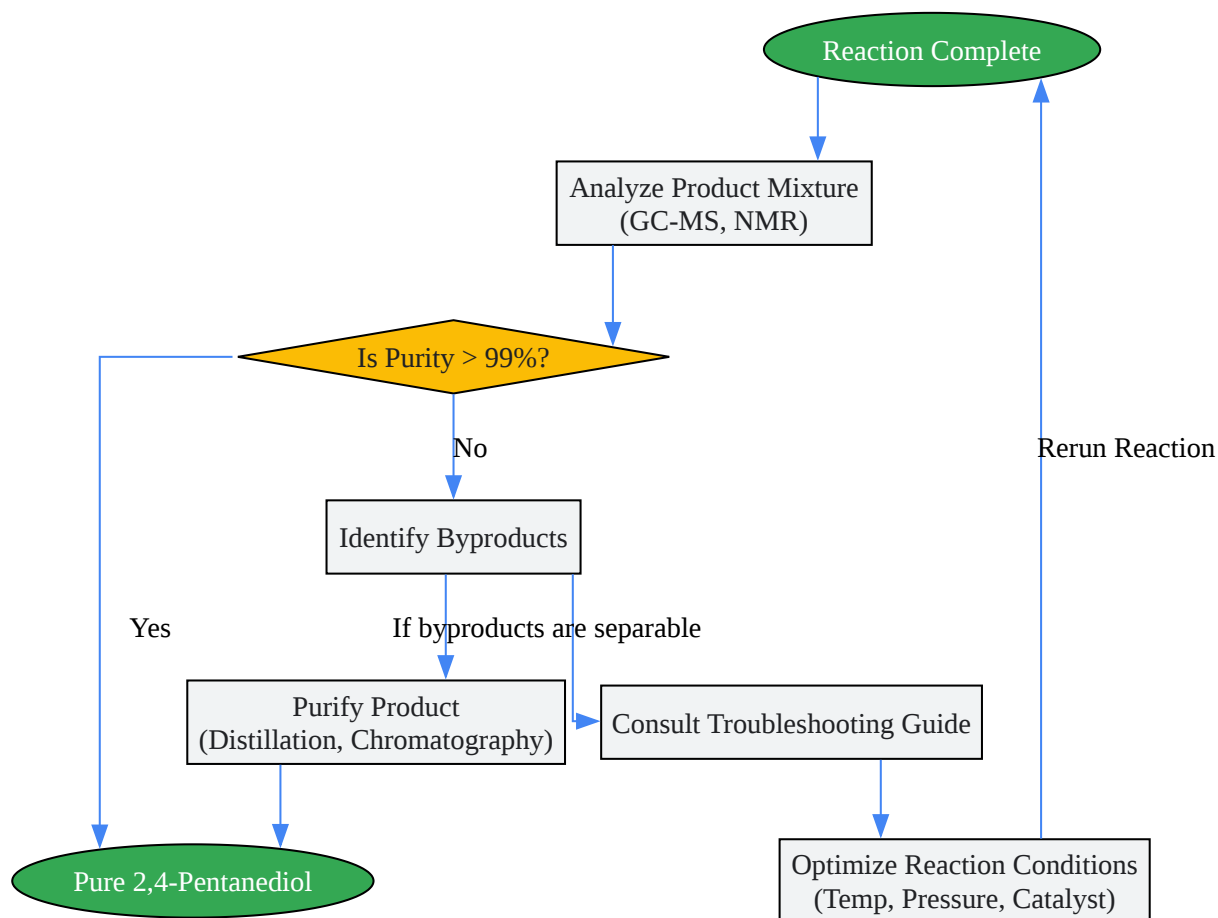 Reaction Complete
Analyze Product Mixture
(GC-MS, NMR)
Is Purity > 99%?
No
Rerun Reaction
Identify Byproducts
Yes
If byproducts are separable
Purify Product
(Distillation, Chromatography)
Consult Troubleshooting Guide
Pure 2,4-Pentanediol
Optimize Reaction Conditions
(Temp, Pressure, Catalyst)